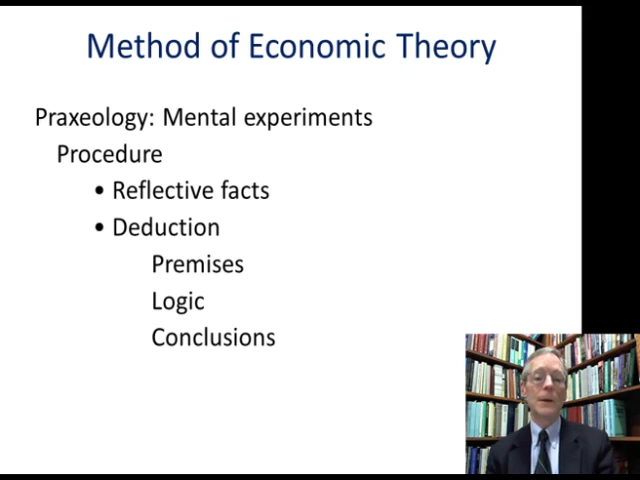 Method of Economic Theory
Praxeology: Mental experiments
Procedure
• Reflective facts
• Deduction
Premises
Logic
Conclusions